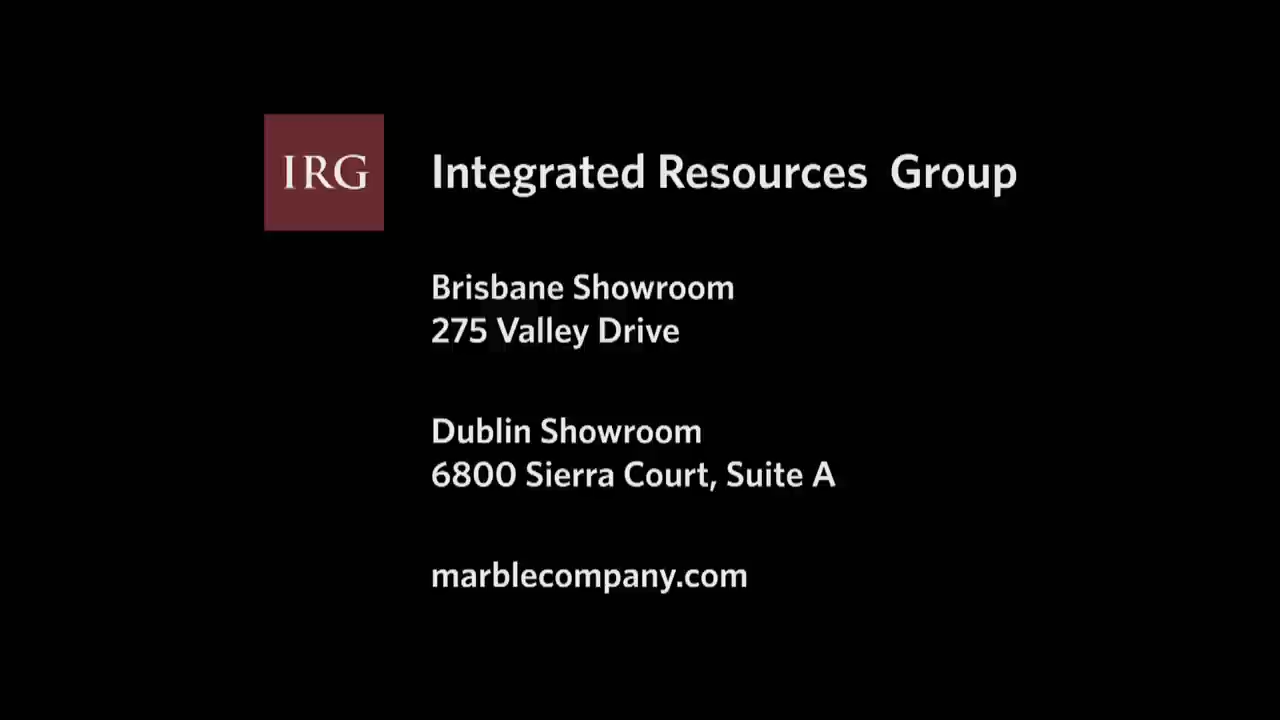 IRG
Integrated Resources Group
Brisbane Showroom
275 Valley Drive
Dublin Showroom
6800 Sierra Court, Suite A
marblecompany.com